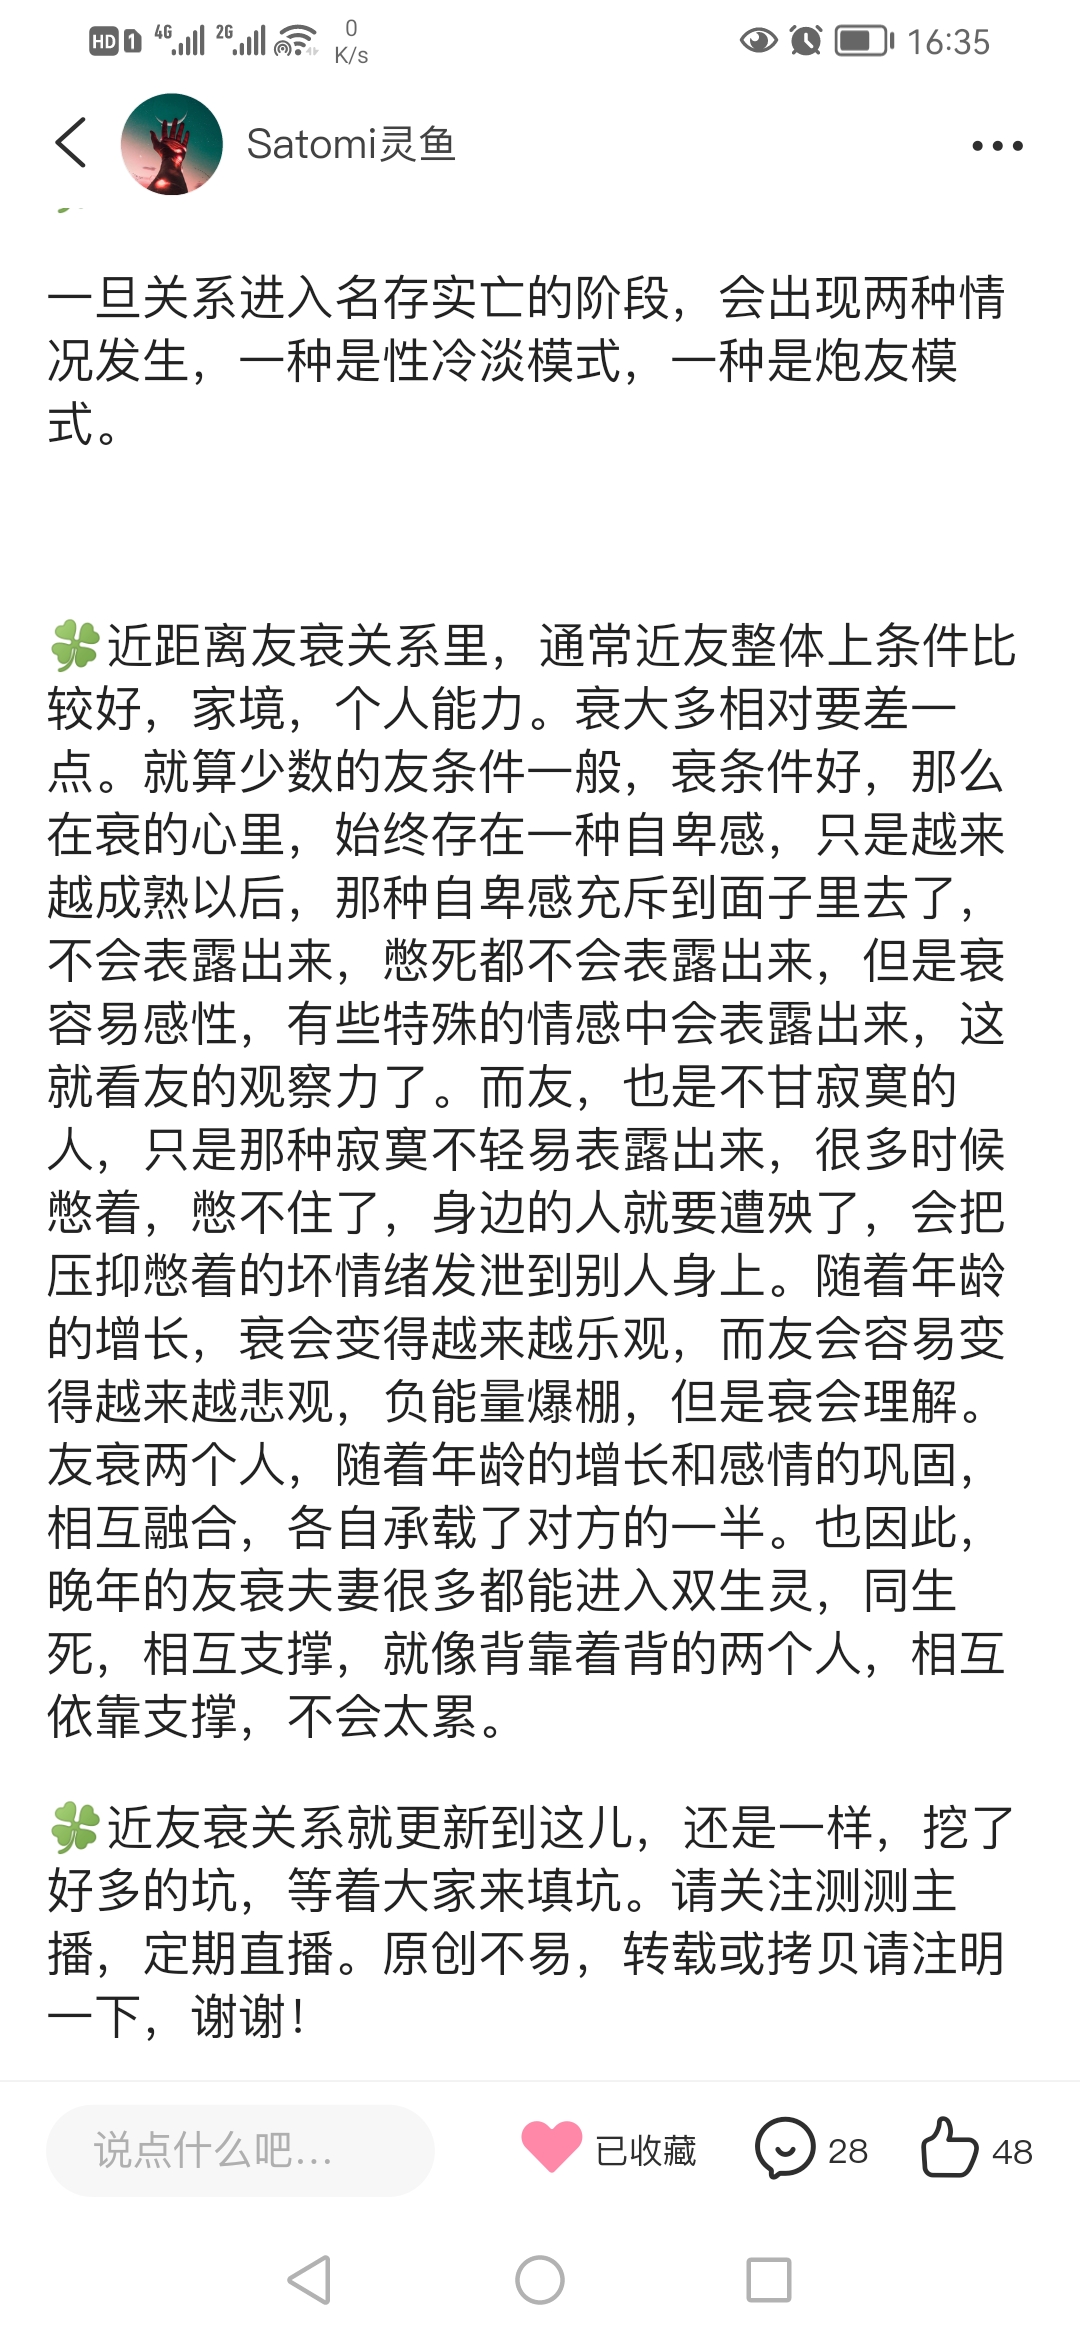 HD 1 4G 2G 0 K/s 16:35
Satomi灵鱼
一旦关系进入名存实亡的阶段，会出现两种情
况发生，一种是性冷淡模式，一种是炮友模
式。
🍀近距离友衰关系里，通常近友整体上条件比
较好，家境，个人能力。衰大多相对要差一
点。就算少数的友条件一般，衰条件好，那么
在衰的心里，始终存在一种自卑感，只是越来
越成熟以后，那种自卑感充斥到面子里去了，
不会表露出来，憋死都不会表露出来，但是衰
容易感性，有些特殊的情感中会表露出来，这
就看友的观察力了。而友，也是不甘寂寞的
人，只是那种寂寞不轻易表露出来，很多时候
憋着，憋不住了，身边的人就要遭殃了，会把
压抑憋着的坏情绪发泄到别人身上。随着年龄
的增长，衰会变得越来越乐观，而友会容易变
得越来越悲观，负能量爆棚，但是衰会理解。
友衰两个人，随着年龄的增长和感情的巩固，
相互融合，各自承载了对方的一半。也因此，
晚年的友衰夫妻很多都能进入双生灵，同生
死，相互支撑，就像背靠着背的两个人，相互
依靠支撑，不会太累。
🍀近友衰关系就更新到这儿，还是一样，挖了
好多的坑，等着大家来填坑。请关注测测主
播，定期直播。原创不易，转载或拷贝请注明
一下，谢谢！
说点什么吧... 已收藏 28 48